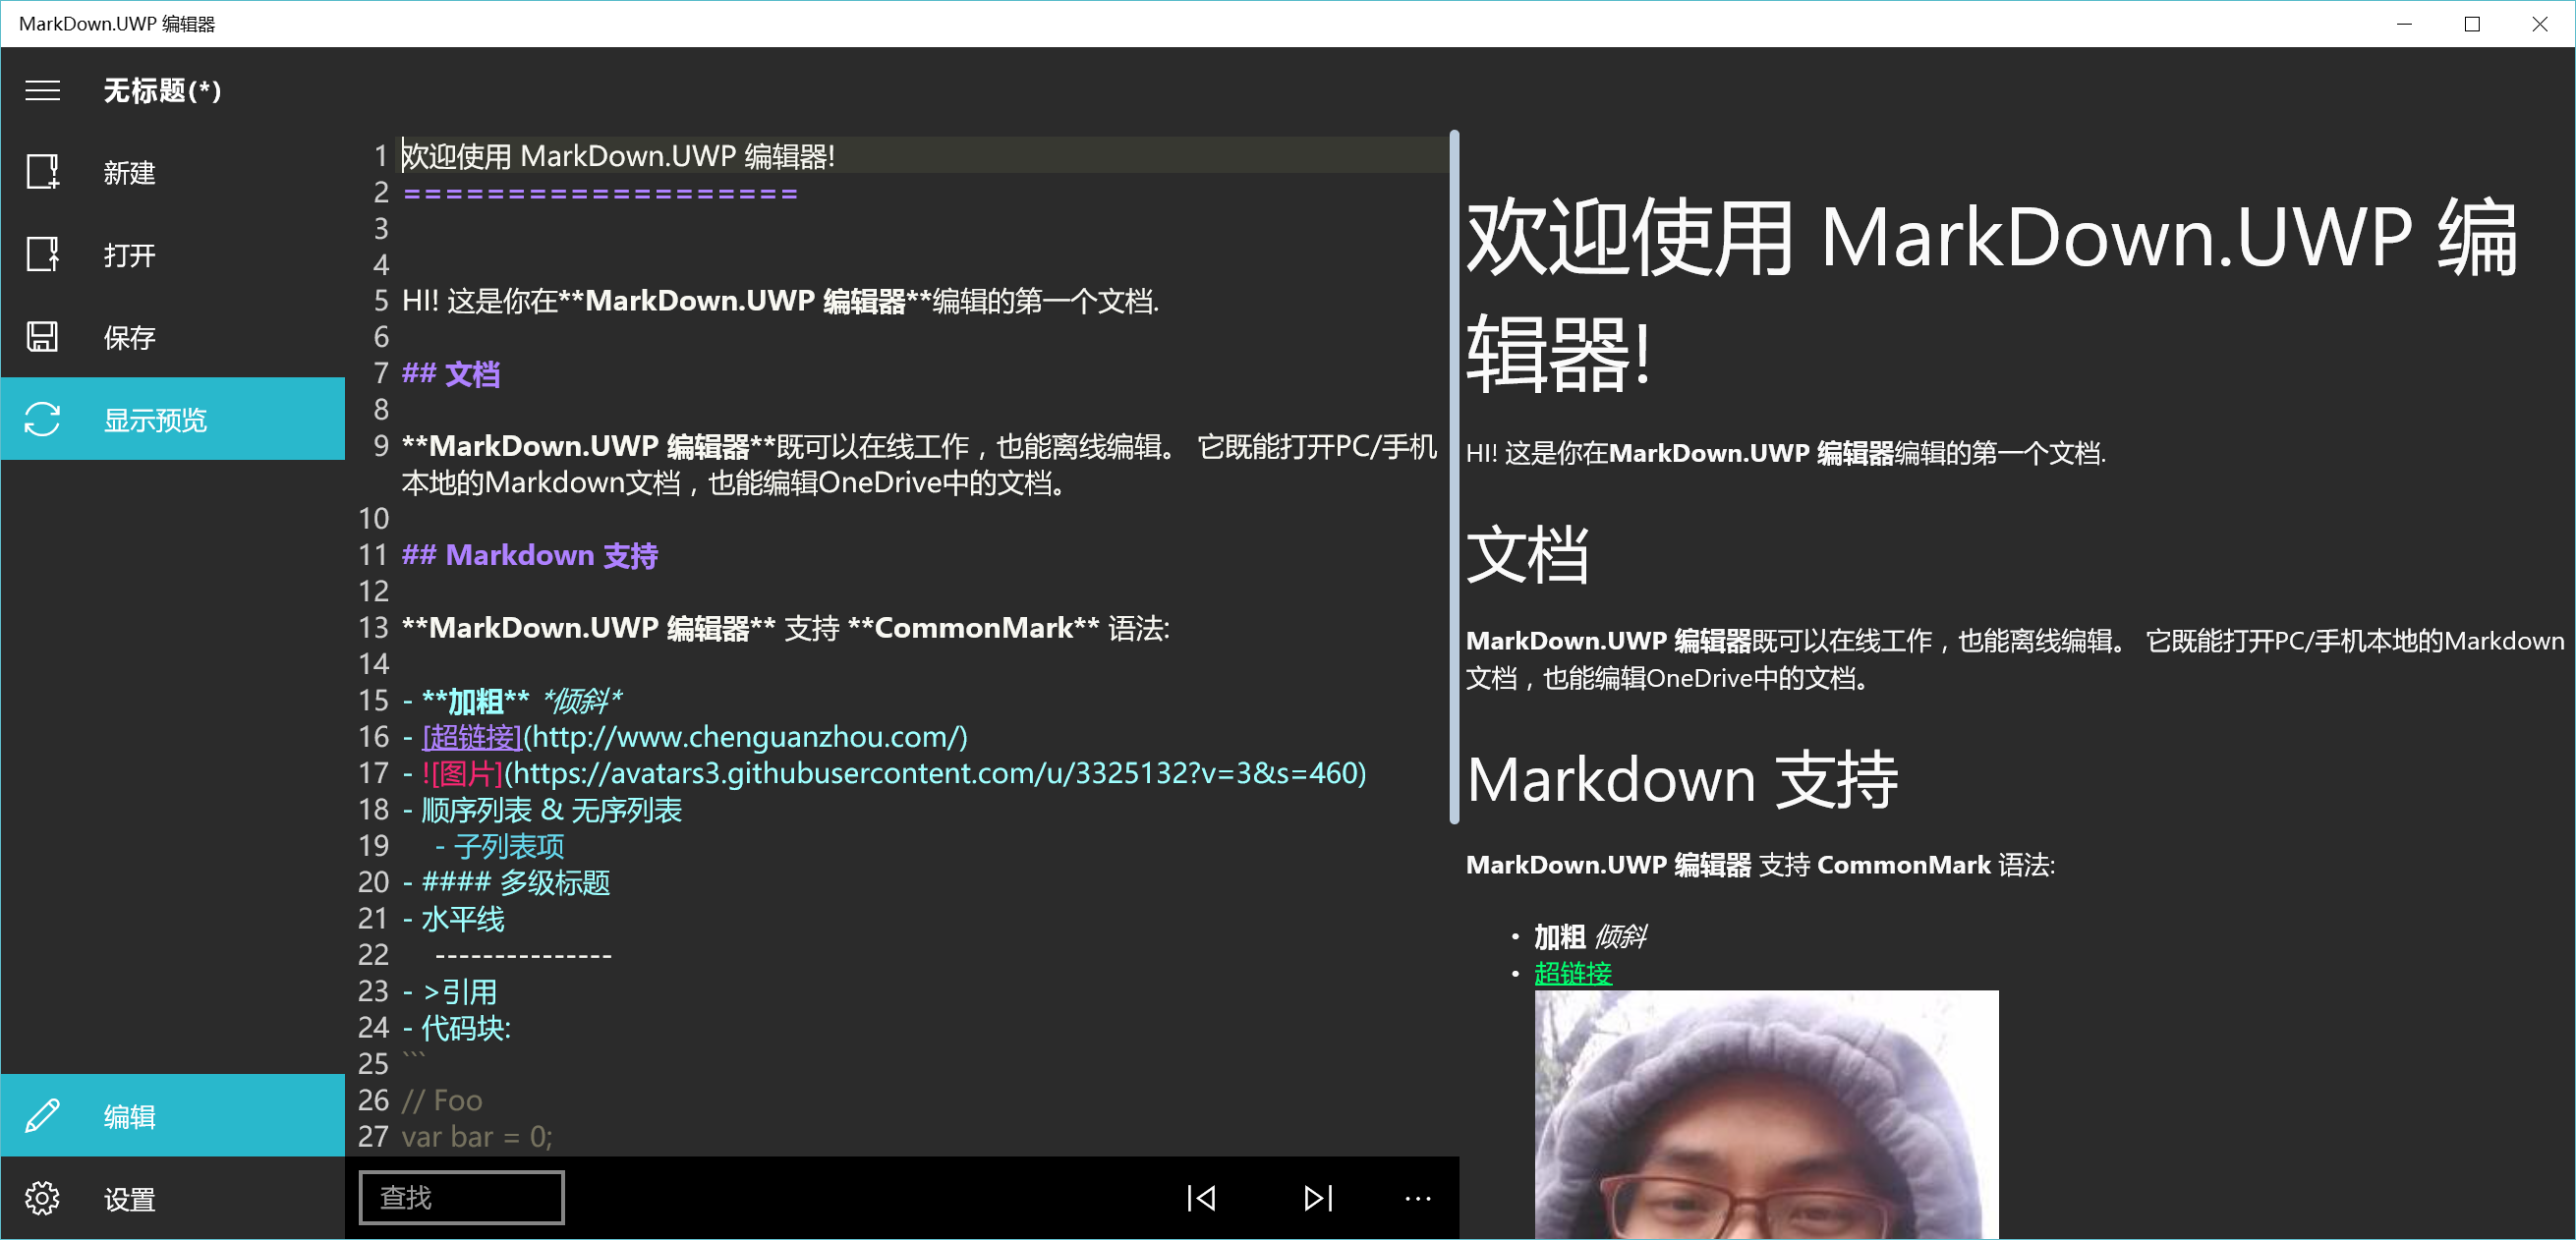 MarkDown.UWP 编辑器
无标题(*)
新建
打开
保存
显示预览
编辑
设置
1 欢迎使用 MarkDown.UWP 编辑器!
2 ===================
3
4
5 HI! 这是你在**MarkDown.UWP 编辑器**编辑的第一个文档.
6
7 ## 文档
8
9 **MarkDown.UWP 编辑器**既可以在线工作，也能离线编辑。 它既能打开PC/手机
本地的Markdown文档，也能编辑OneDrive中的文档。
10
11 ## Markdown 支持
12
13 **MarkDown.UWP 编辑器** 支持 **CommonMark** 语法:
14
15 - **加粗** *倾斜*
16 - [超链接](http://www.chenguanzhou.com/)
17 - ![图片](https://avatars3.githubusercontent.com/u/3325132?v=3&s=460)
18 - 顺序列表 & 无序列表
19 - 子列表项
20 - #### 多级标题
21 - 水平线
22 ---------------
23 - >引用
24 - 代码块:
25 ```
26 // Foo
27 var bar = 0;
查找
欢迎使用 MarkDown.UWP 编
辑器!
HI! 这是你在MarkDown.UWP 编辑器编辑的第一个文档.
文档
MarkDown.UWP 编辑器既可以在线工作，也能离线编辑。 它既能打开PC/手机本地的Markdown
文档，也能编辑OneDrive中的文档。
Markdown 支持
MarkDown.UWP 编辑器 支持 CommonMark 语法:
• 加粗 倾斜
• 超链接